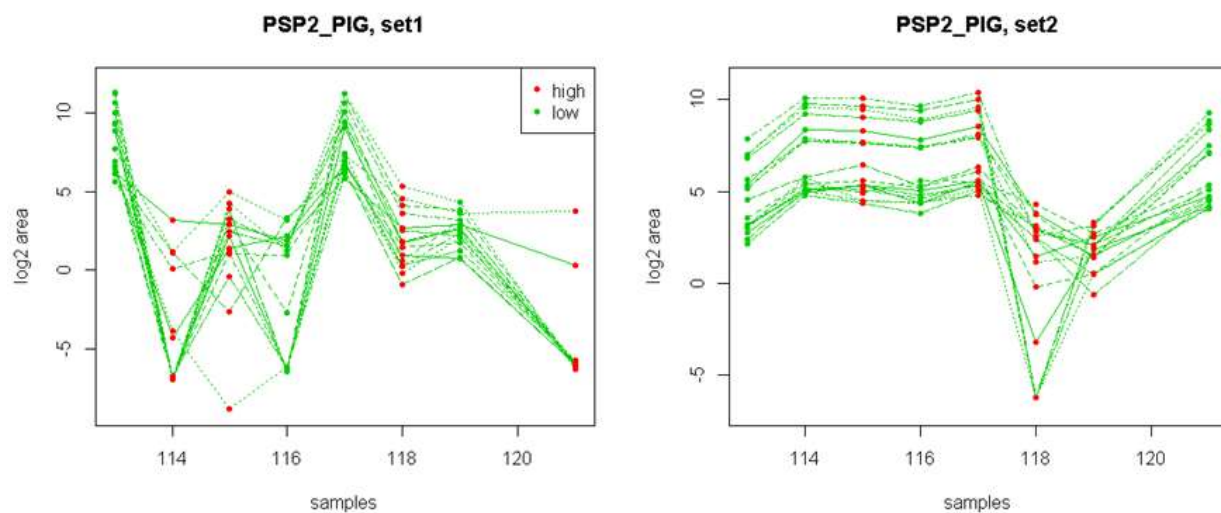 PSP2_PIG, set1
high
low
10
5
0
-5
log2 area
114
116
118
120
samples
PSP2_PIG, set2
10
5
0
-5
log2 area
114
116
118
120
samples